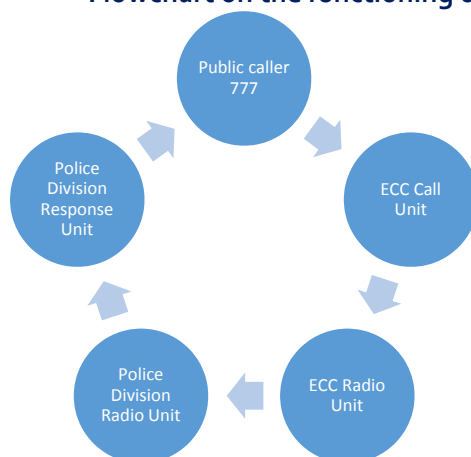 Flowchart on the functioning
Public caller
777
ECC Call
Unit
ECC Radio
Unit
Police
Division
Radio Unit
Police
Division
Response
Unit